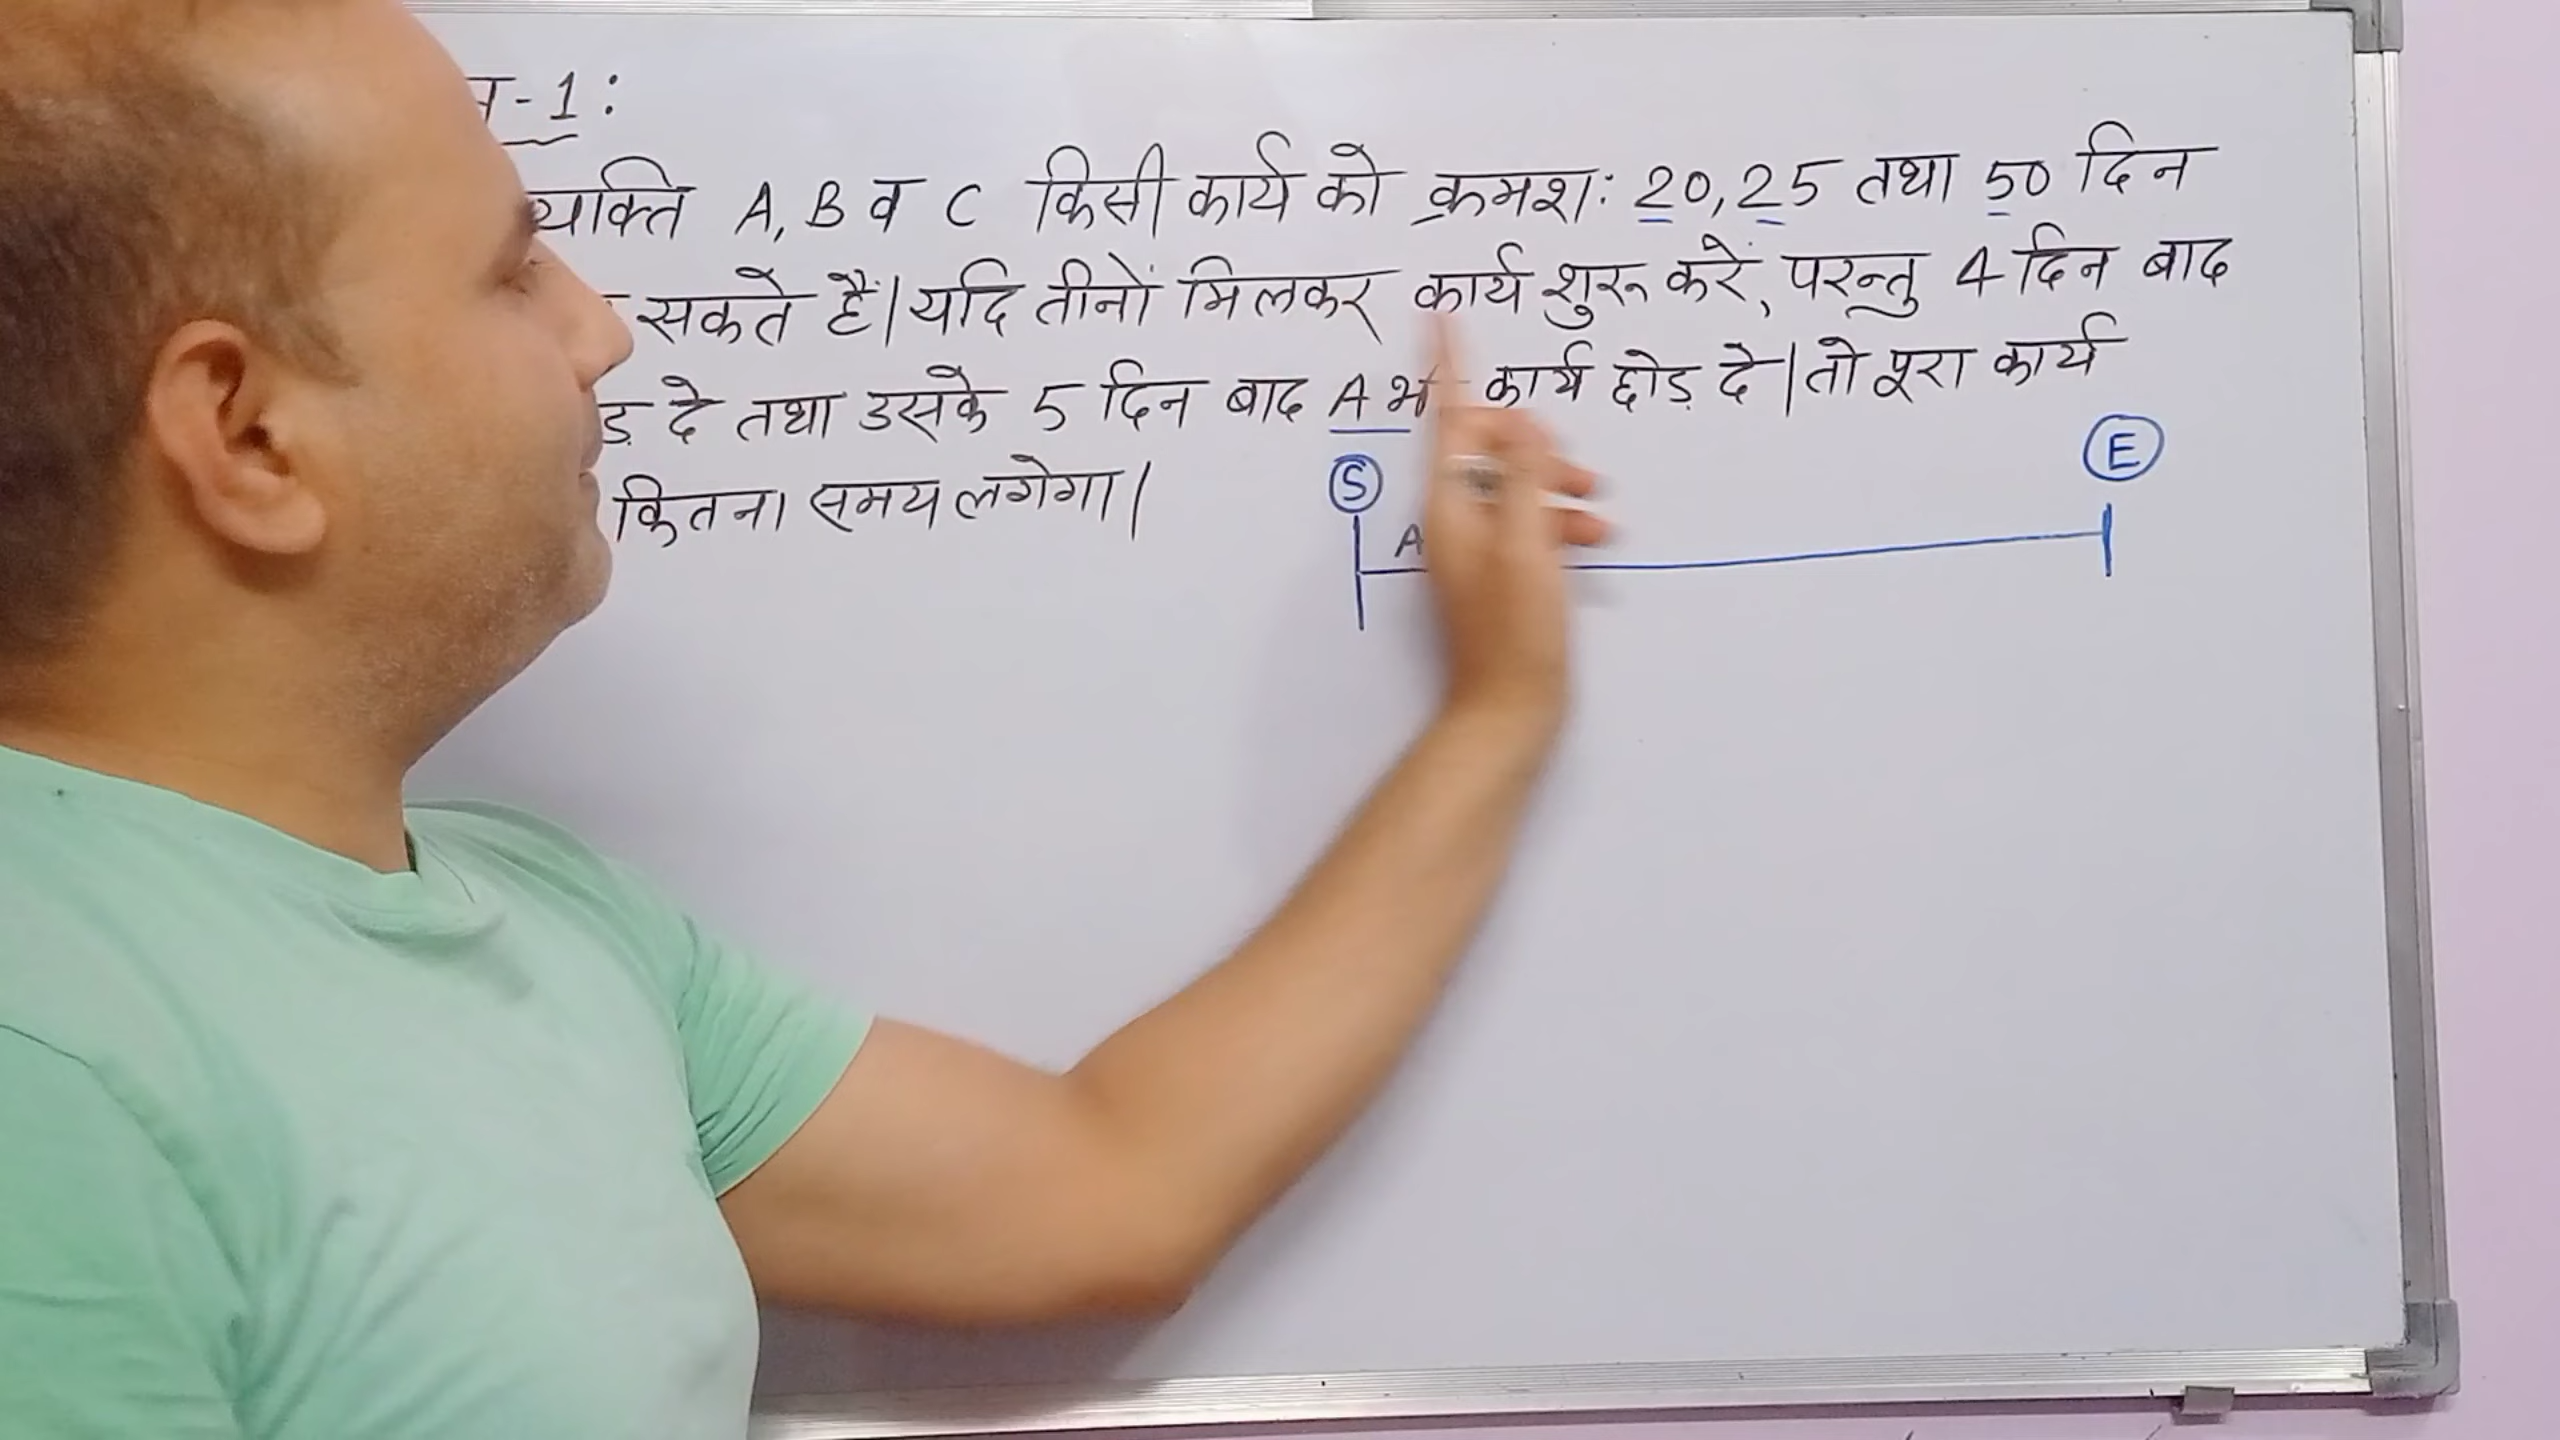 -1:
व्यक्ति A, B व C किसी कार्य को क्रमश: 20, 25 तथा 50 दिन
सकते हैं। यदि तीनों मिलकर कार्य शुरू करें, परन्तु 4 दिन बाद
दे तथा उसके 5 दिन बाद A कार्य छोड़ दे। तो पूरा कार्य
कितना समय लगेगा।
S E
A